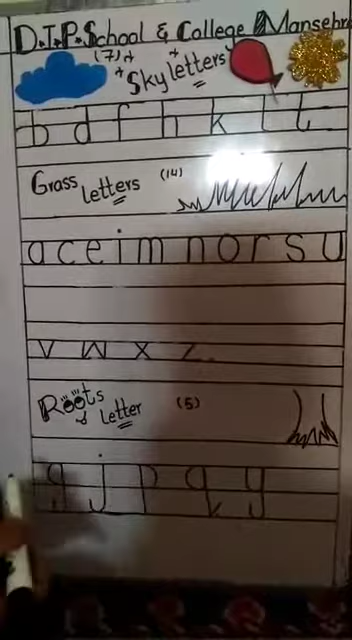 D.I.P. School & College Mansehra
(7)
Sky letters
b d f h k l t
Grass letters (14)
a c e i m n o r s u
v w x z
Roots Letter (5)
g j p q y